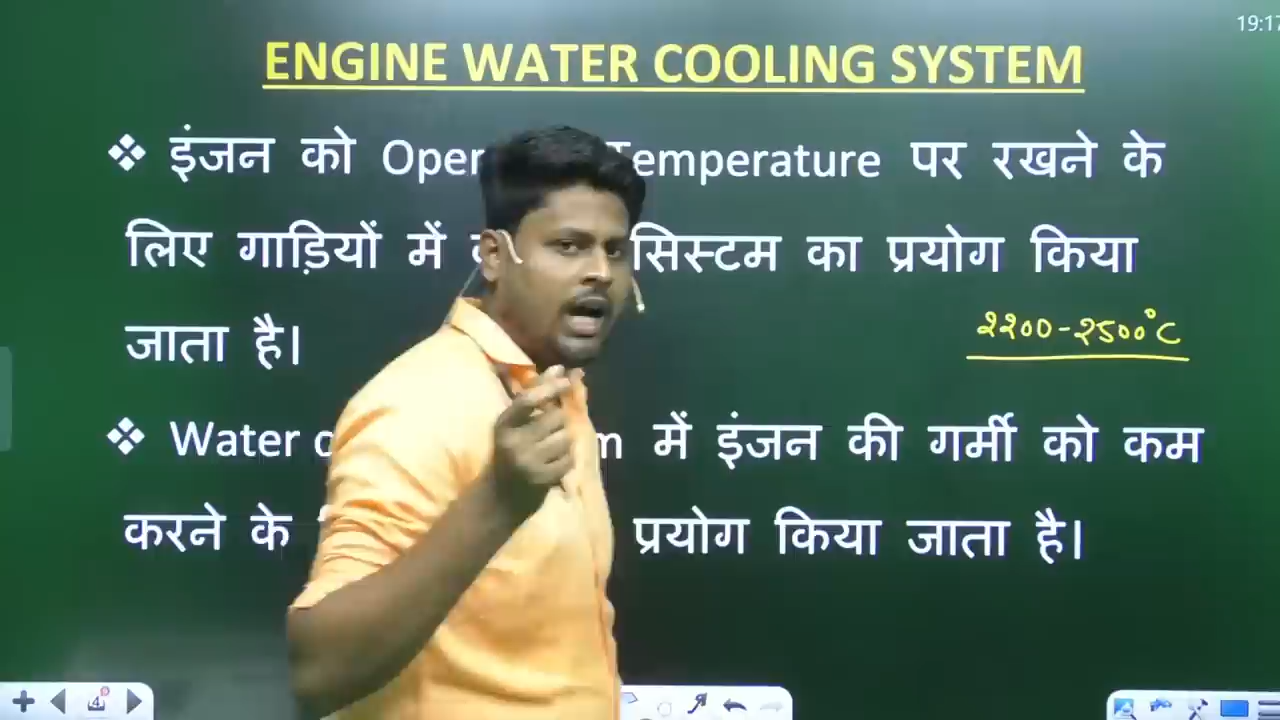 19:17
ENGINE WATER COOLING SYSTEM
❖ इंजन को Temperature पर रखने के
लिए गाड़ियों में सिस्टम का प्रयोग किया
जाता है।
2200-2500°C
❖ Water में इंजन की गर्मी को कम
करने के प्रयोग किया जाता है।